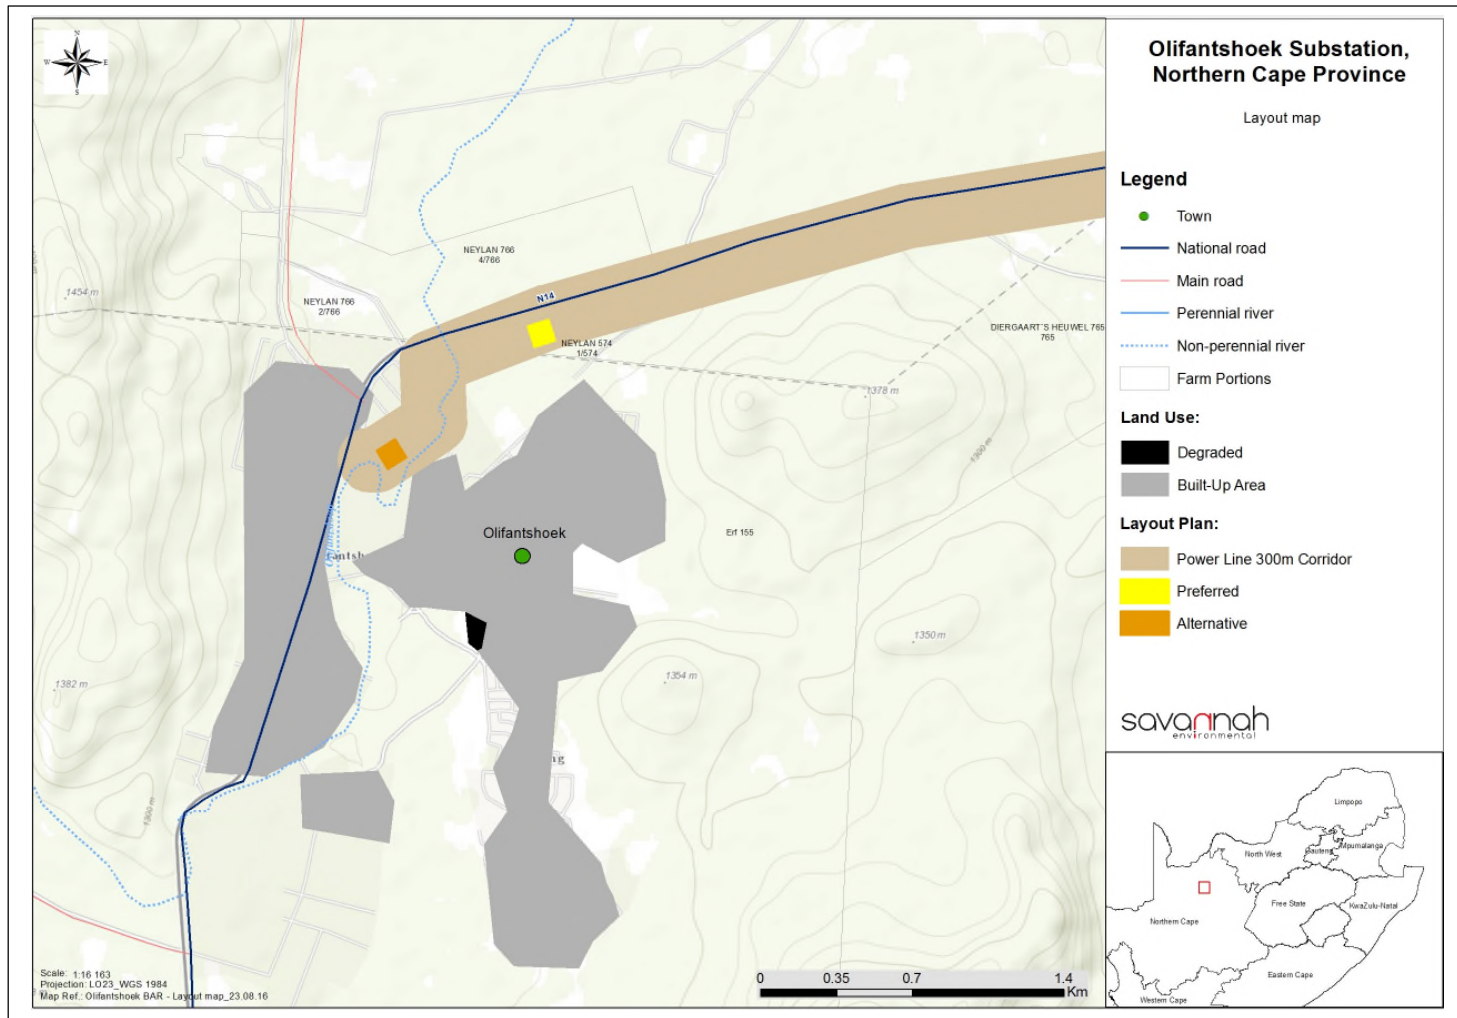 N
W
E
S
1454 m
NEYLAN 766
4/766
NEYLAN 766
2/766
N14
NEYLAN 574
1/574
DIERGAART`S HEUWEL 765
765
1378 m
1300 m
Olifantshoek
Erf 155
1350 m
1354 m
1382 m
1300 m
Scale: 1:16 163
Projection: LO23_WGS 1984
Map Ref.: Olifantshoek BAR - Layout map_23.08.16
0 0.35 0.7 1.4
Km
Olifantshoek Substation,
Northern Cape Province
Layout map
Legend
Town
National road
Main road
Perennial river
Non-perennial river
Farm Portions
Land Use:
Degraded
Built-Up Area
Layout Plan:
Power Line 300m Corridor
Preferred
Alternative
savannah
environmental
Limpopo
North West
Gauteng
Mpumalanga
Free State
KwaZulu-Natal
Northern Cape
Eastern Cape
Western Cape